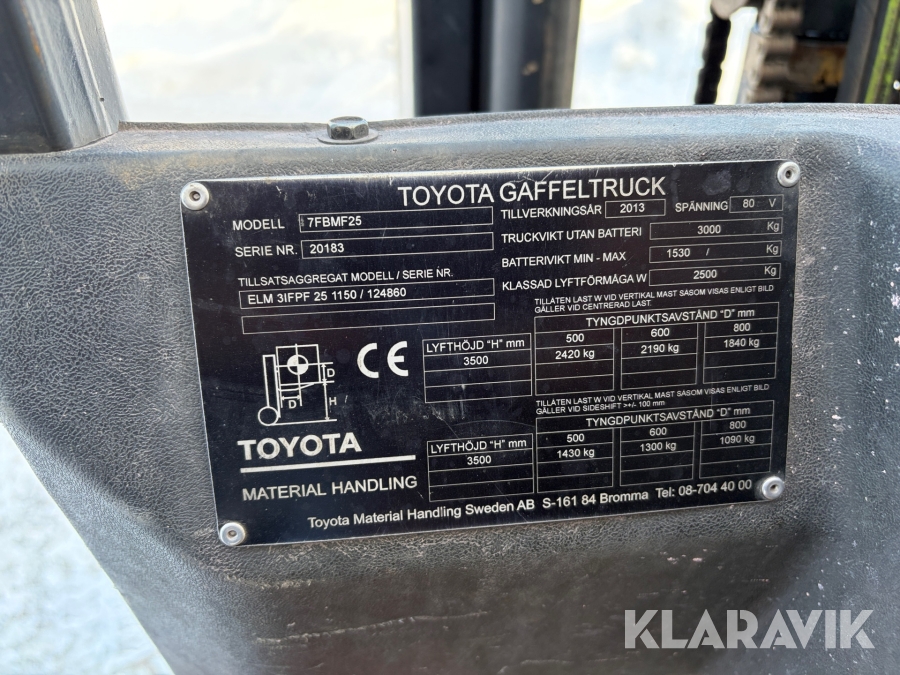 TOYOTA GAFFELTRUCK
MODELL 7FBMF25
SERIE NR. 20183
TILLVERKNINGSÅR 2013 SPÄNNING 80 V
TRUCKVIKT UTAN BATTERI 3000 Kg
BATTERIVIKT MIN - MAX 1530 / Kg
KLASSAD LYFTFÖRMÅGA W 2500 Kg
TILLSATSAGGREGAT MODELL / SERIE NR.
ELM 3IFPF 25 1150 / 124860
TILLÅTEN LAST W VID VERTIKAL MAST SÅSOM VISAS ENLIGT BILD
GÄLLER VID CENTRERAD LAST.
TYNGDPUNKTSAVSTÅND "D" mm
LYFTHÖJD "H" mm 500 600 800
3500 2420 kg 2190 kg 1840 kg
TILLÅTEN LAST W VID VERTIKAL MAST SÅSOM VISAS ENLIGT BILD
GÄLLER VID SIDESHIFT >+/- 100 mm
TYNGDPUNKTSAVSTÅND "D" mm
LYFTHÖJD "H" mm 500 600 800
3500 1430 kg 1300 kg 1090 kg
CE
D
D H
TOYOTA
MATERIAL HANDLING
Toyota Material Handling Sweden AB S-161 84 Bromma Tel: 08-704 40 00
KLARAVIK